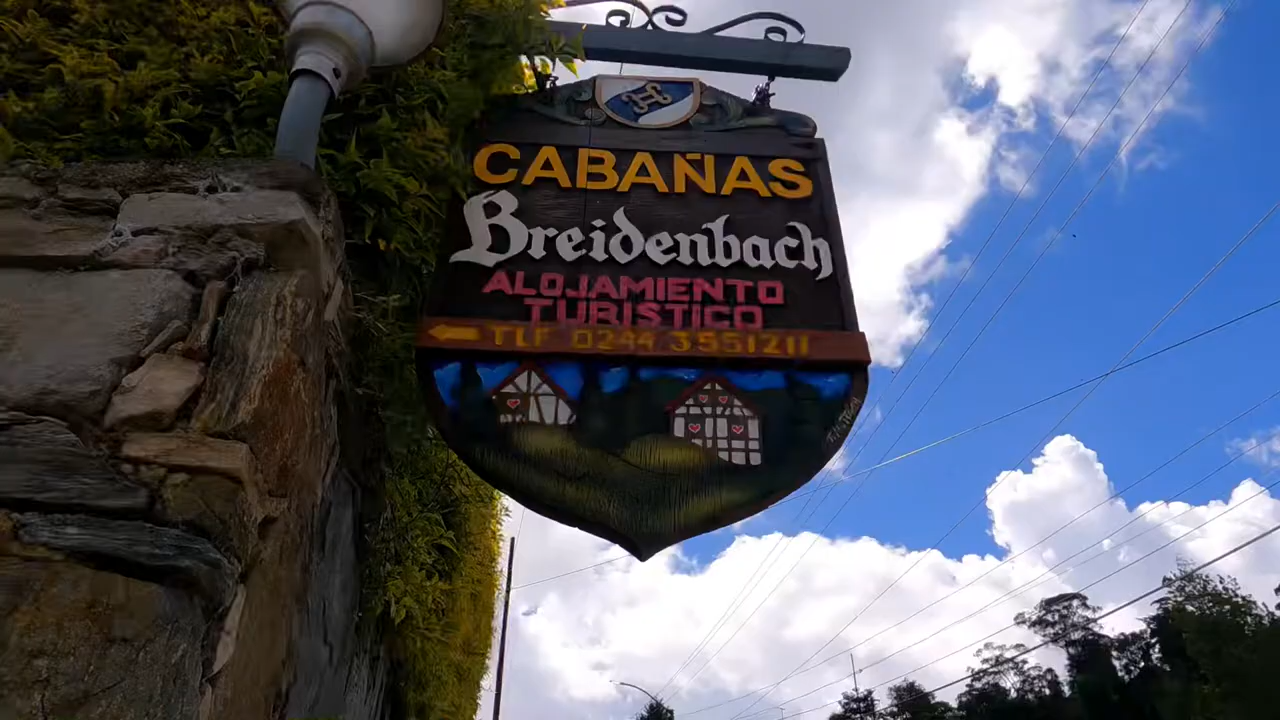 CABAÑAS
Breidenbach
ALOJAMIENTO
TURISTICO
TLF 0244 3551211